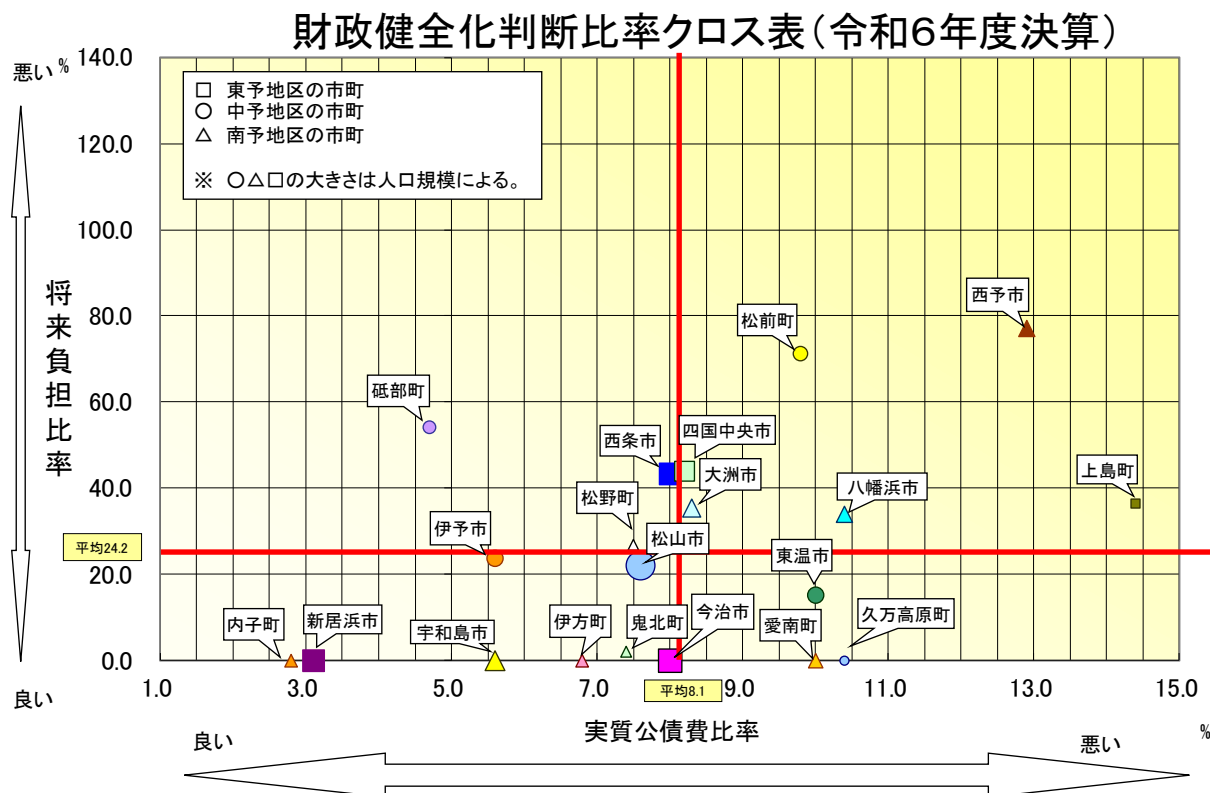 財政健全化判断比率クロス表(令和6年度決算)
悪い %
140.0
120.0
100.0
80.0
60.0
40.0
20.0
0.0
□ 東予地区の市町
○ 中予地区の市町
△ 南予地区の市町
※ ○△□の大きさは人口規模による。
将来負担比率
西予市
松前町
砥部町
四国中央市
西条市
大洲市
上島町
八幡浜市
松野町
伊予市
松山市
平均24.2
東温市
内子町
新居浜市
宇和島市
伊方町
鬼北町
今治市
愛南町
久万高原町
良い
1.0 3.0 5.0 7.0 9.0 11.0 13.0 15.0
平均8.1
実質公債費比率
%
良い
悪い